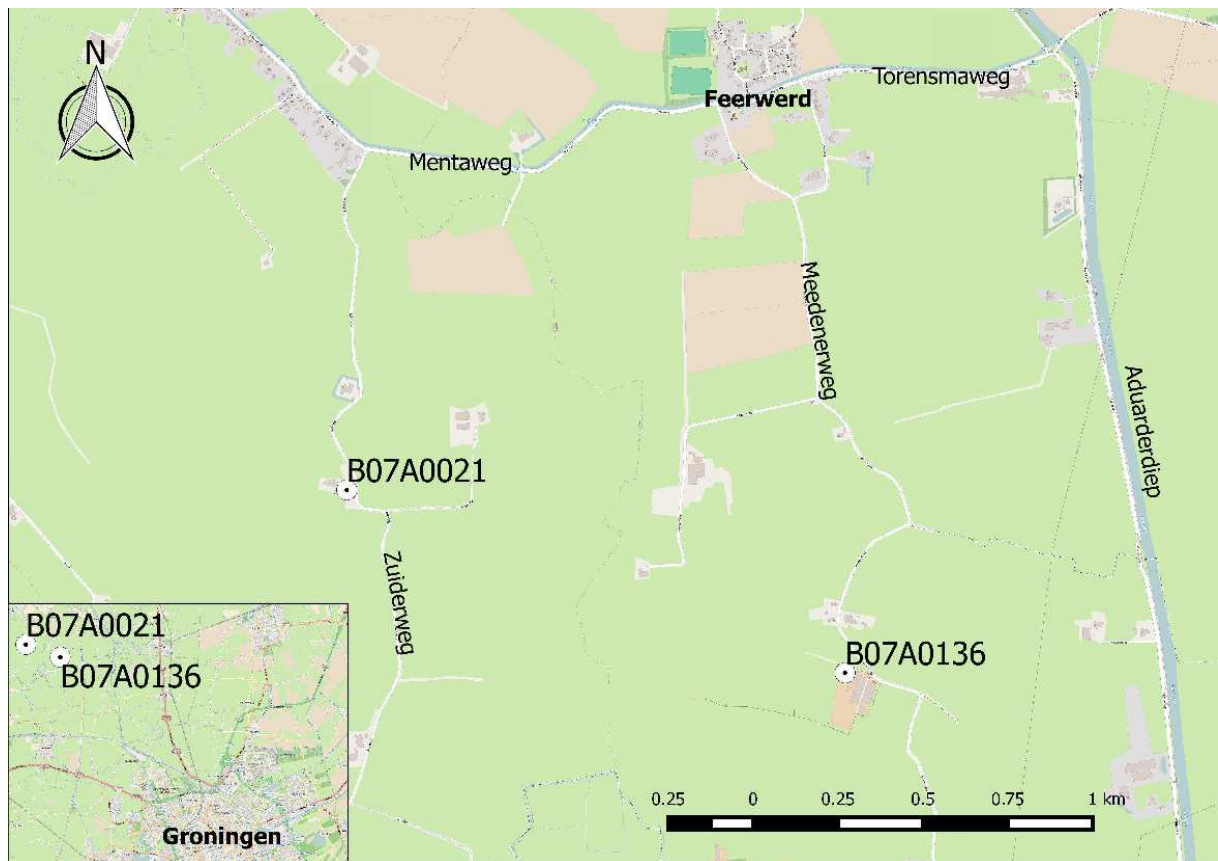 N
Torensmaweg
Feerwerd
Mentaweg
Meedenerweg
Aduarderdiep
B07A0021
Zuiderweg
B07A0021
B07A0136
B07A0136
Groningen
0.25 0 0.25 0.50 0.75 1 km